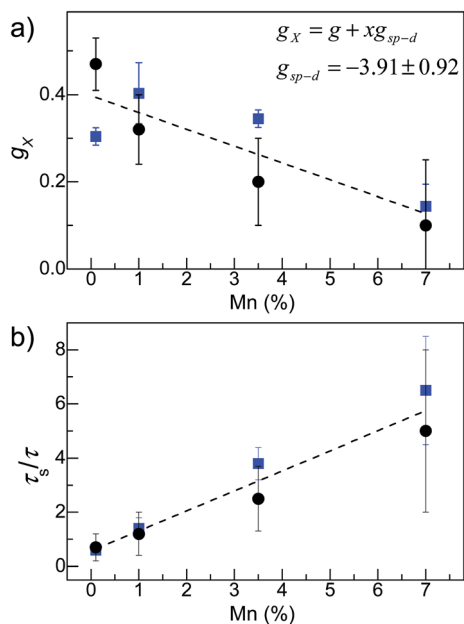 a)
g_X = g + xg_{sp-d}
g_{sp-d} = -3.91 ± 0.92
0.4
0.2
0.0
g_X
0 1 2 3 4 5 6 7
Mn (%)
b)
8
6
4
2
0
τ_s/τ
0 1 2 3 4 5 6 7
Mn (%)